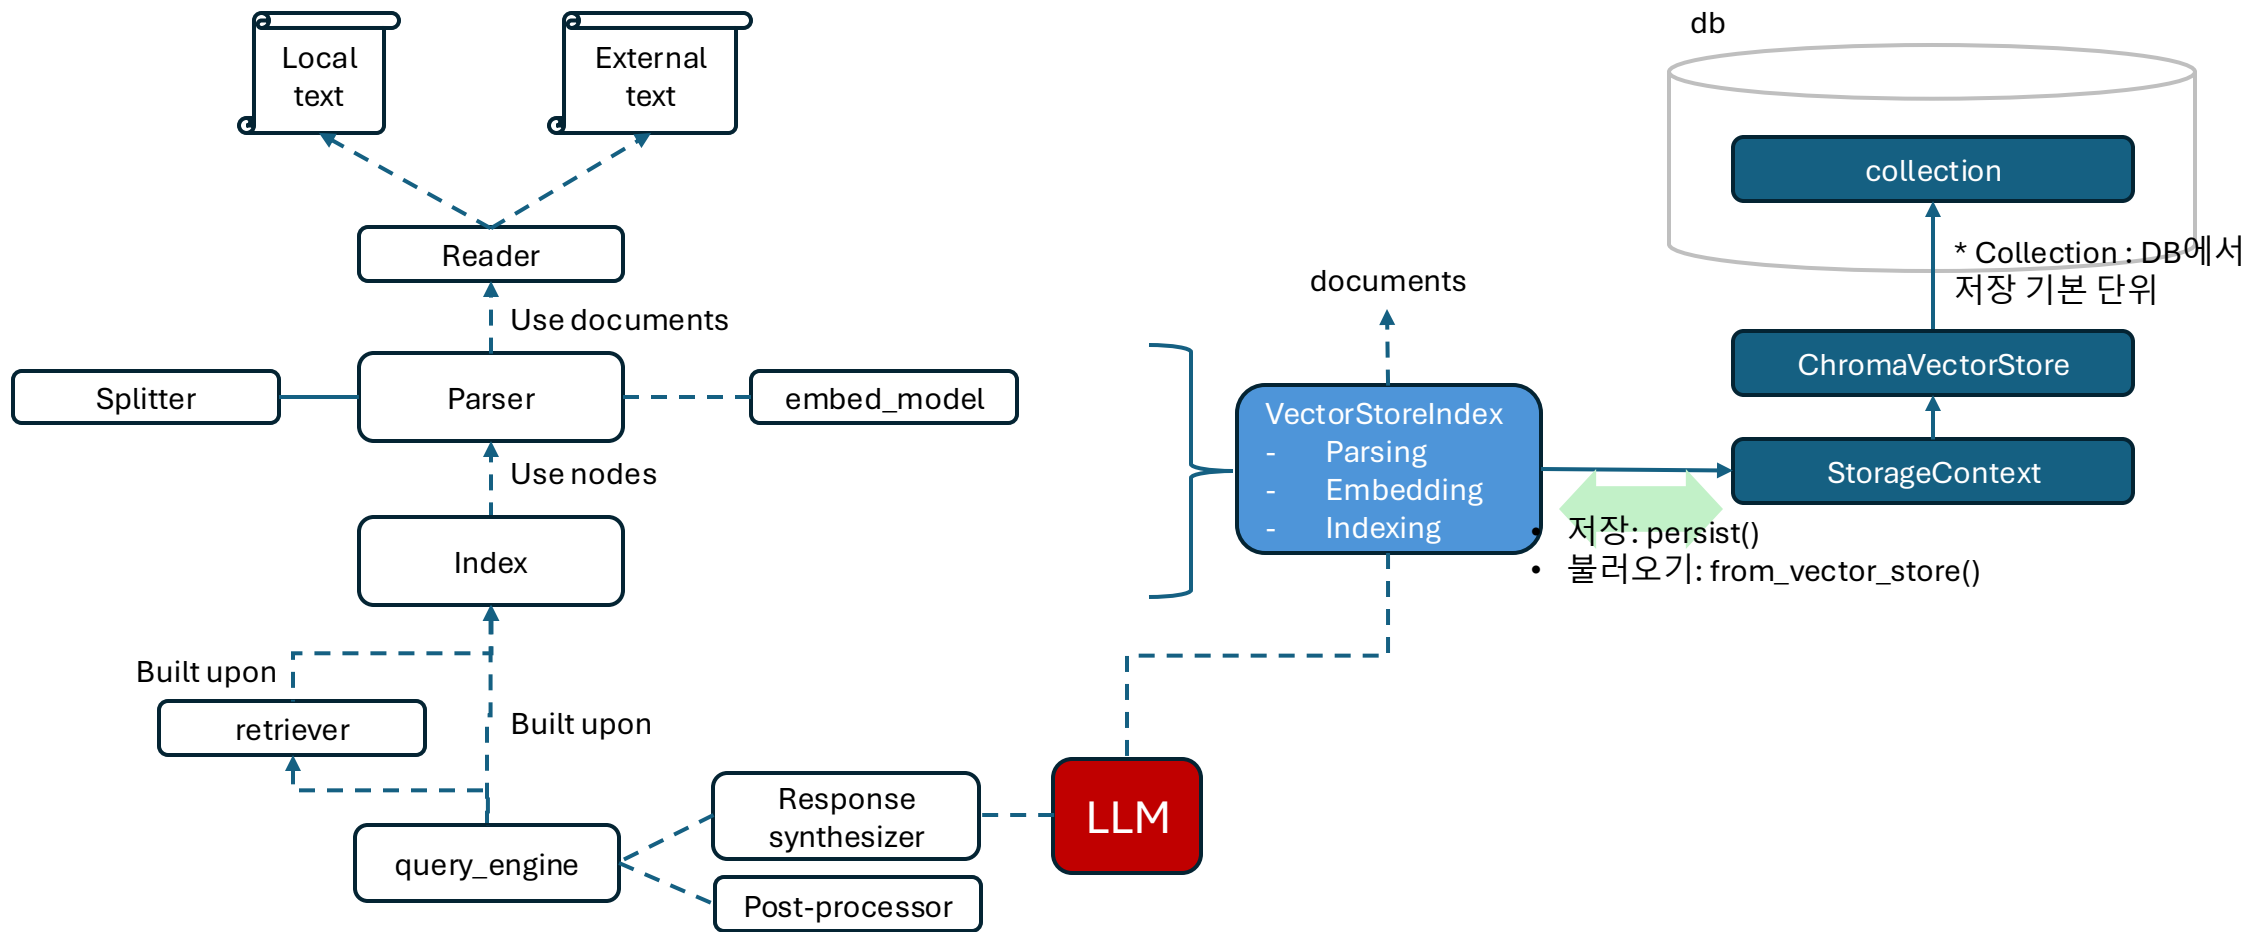 Local
text
External
text
Reader
Use documents
Splitter
Parser
embed_model
Use nodes
Index
Built upon
retriever
Built upon
query_engine
Response
synthesizer
Post-processor
LLM
documents
VectorStoreIndex
- Parsing
- Embedding
- Indexing
db
collection
* Collection : DB에서
저장 기본 단위
ChromaVectorStore
StorageContext
• 저장: persist()
• 불러오기: from_vector_store()